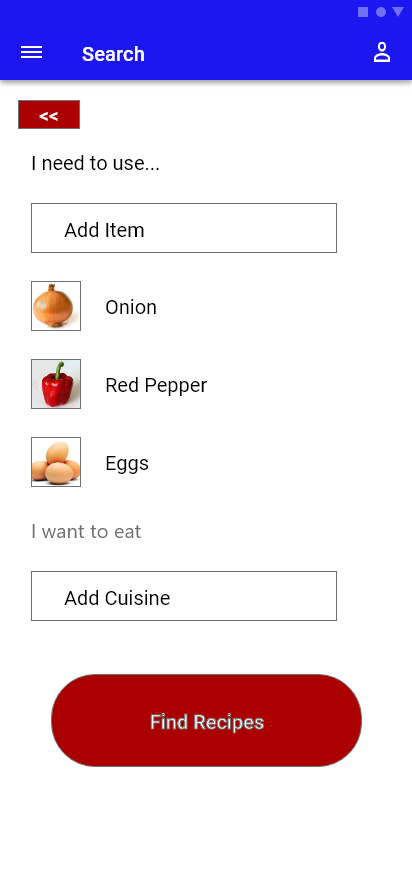 Search
<<
I need to use...
Add Item
Onion
Red Pepper
Eggs
I want to eat
Add Cuisine
Find Recipes